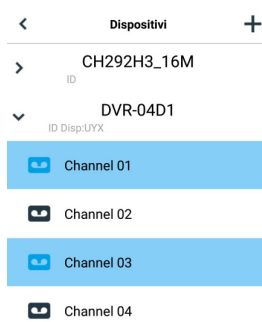 Dispositivi
CH292H3_16M
ID
DVR-04D1
ID Disp:UYX
Channel 01
Channel 02
Channel 03
Channel 04